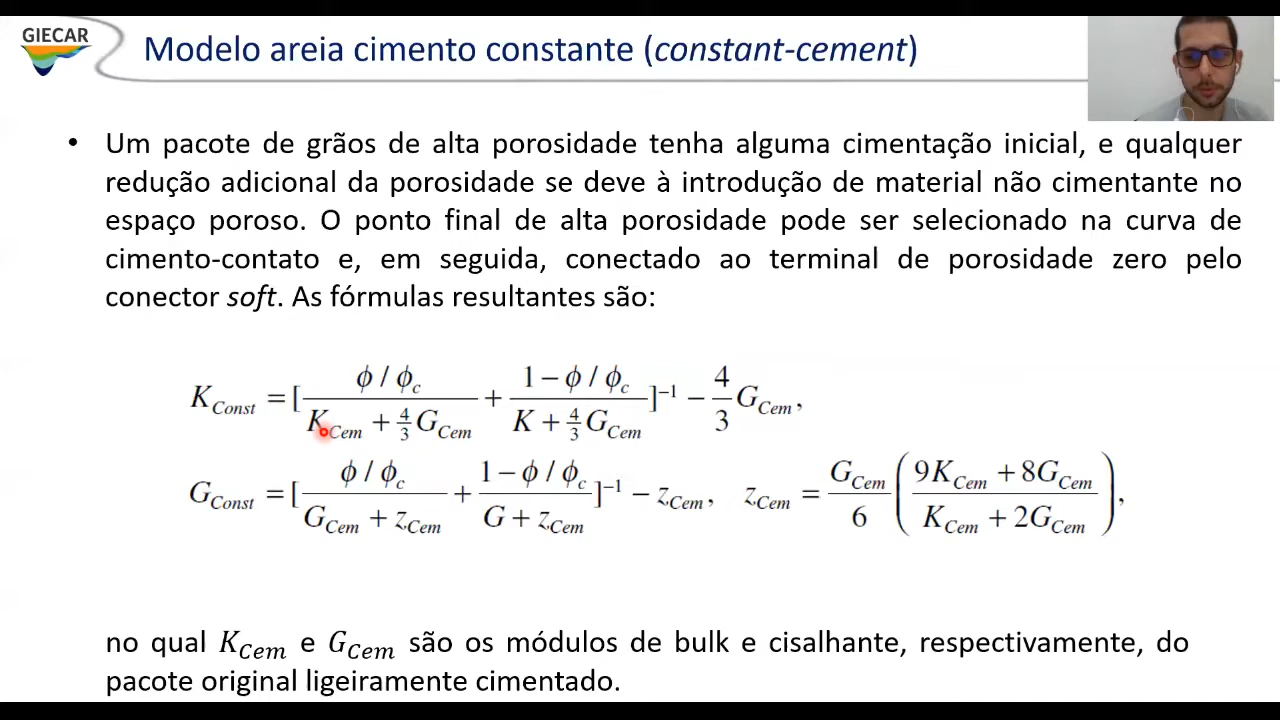 GIECAR
Modelo areia cimento constante (constant-cement)
• Um pacote de grãos de alta porosidade tenha alguma cimentação inicial, e qualquer
redução adicional da porosidade se deve à introdução de material não cimentante no
espaço poroso. O ponto final de alta porosidade pode ser selecionado na curva de
cimento-contato e, em seguida, conectado ao terminal de porosidade zero pelo
conector soft. As fórmulas resultantes são:
K_Const = [ (ϕ / ϕ_c) / (K_Cem + 4/3 G_Cem) + (1 − ϕ / ϕ_c) / (K + 4/3 G_Cem) ]^−1 − 4/3 G_Cem,
G_Const = [ (ϕ / ϕ_c) / (G_Cem + z_Cem) + (1 − ϕ / ϕ_c) / (G + z_Cem) ]^−1 − z_Cem, z_Cem = G_Cem/6 ( (9K_Cem + 8G_Cem) / (K_Cem + 2G_Cem) ),
no qual K_Cem e G_Cem são os módulos de bulk e cisalhante, respectivamente, do
pacote original ligeiramente cimentado.